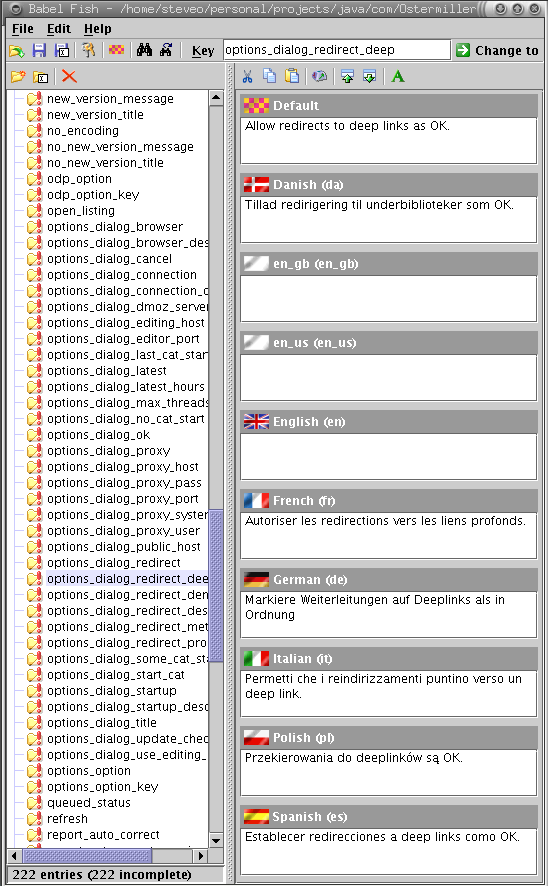 Babel Fish - /home/steveo/personal/projects/java/com/Ostermiller
File Edit Help
Key options_dialog_redirect_deep Change to
new_version_message
new_version_title
no_encoding
no_new_version_message
no_new_version_title
odp_option
odp_option_key
open_listing
options_dialog_browser
options_dialog_browser_des
options_dialog_cancel
options_dialog_connection
options_dialog_connection_c
options_dialog_dmoz_server
options_dialog_editing_host
options_dialog_editor_port
options_dialog_last_cat_star
options_dialog_latest
options_dialog_latest_hours
options_dialog_max_threads
options_dialog_no_cat_start
options_dialog_ok
options_dialog_proxy
options_dialog_proxy_host
options_dialog_proxy_pass
options_dialog_proxy_port
options_dialog_proxy_syster
options_dialog_proxy_user
options_dialog_public_host
options_dialog_redirect
options_dialog_redirect_dee
options_dialog_redirect_den
options_dialog_redirect_des
options_dialog_redirect_met
options_dialog_redirect_pro
options_dialog_some_cat_sta
options_dialog_start_cat
options_dialog_startup
options_dialog_startup_desc
options_dialog_title
options_dialog_update_chec
options_dialog_use_editing_
options_option
options_option_key
queued_status
refresh
report_auto_correct
222 entries (222 incomplete)
Default
Allow redirects to deep links as OK.
Danish (da)
Tillad redirigering til underbiblioteker som OK.
en_gb (en_gb)
en_us (en_us)
English (en)
French (fr)
Autoriser les redirections vers les liens profonds.
German (de)
Markiere Weiterleitungen auf Deeplinks als in
Ordnung
Italian (it)
Permetti che i reindirizzamenti puntino verso un
deep link.
Polish (pl)
Przekierowania do deeplinków są OK.
Spanish (es)
Establecer redirecciones a deep links como OK.